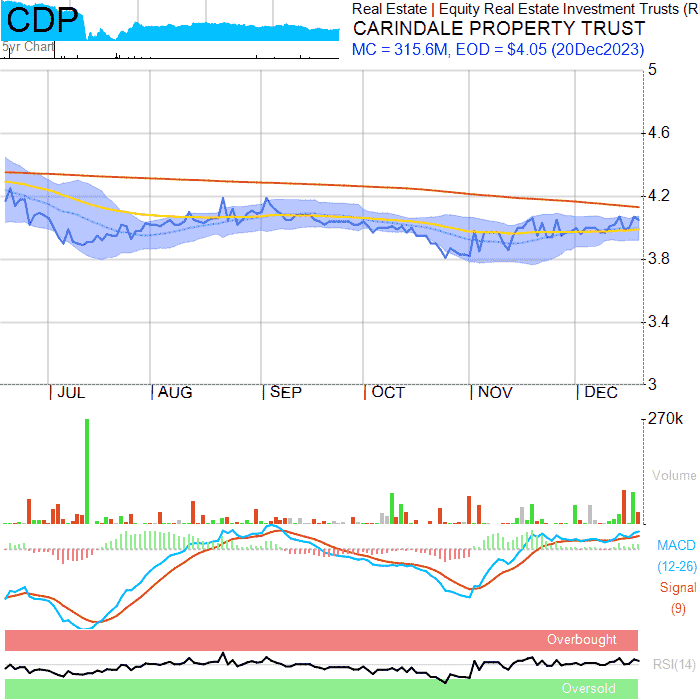 CDP
5yr Chart
Real Estate | Equity Real Estate Investment Trusts (R
CARINDALE PROPERTY TRUST
MC = 315.6M, EOD = $4.05 (20Dec2023)
5
4.6
4.2
3.8
3.4
3
JUL AUG SEP OCT NOV DEC
270k
Volume
MACD
(12-26)
Signal
(9)
Overbought
RSI(14)
Oversold